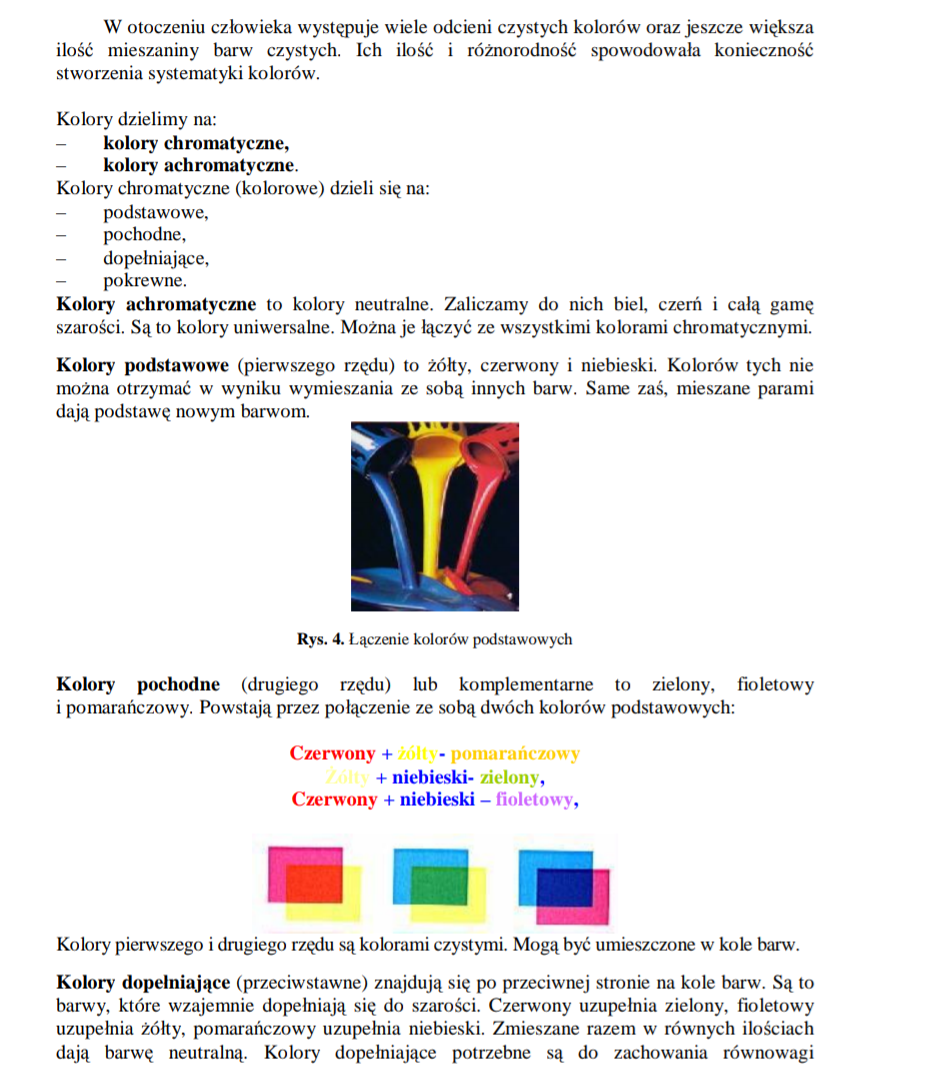 W otoczeniu człowieka występuje wiele odcieni czystych kolorów oraz jeszcze większa
ilość mieszaniny barw czystych. Ich ilość i różnorodność spowodowała konieczność
stworzenia systematyki kolorów.
Kolory dzielimy na:
– kolory chromatyczne,
– kolory achromatyczne.
Kolory chromatyczne (kolorowe) dzieli się na:
– podstawowe,
– pochodne,
– dopełniające,
– pokrewne.
Kolory achromatyczne to kolory neutralne. Zaliczamy do nich biel, czerń i całą gamę
szarości. Są to kolory uniwersalne. Można je łączyć ze wszystkimi kolorami chromatycznymi.
Kolory podstawowe (pierwszego rzędu) to żółty, czerwony i niebieski. Kolorów tych nie
można otrzymać w wyniku wymieszania ze sobą innych barw. Same zaś, mieszane parami
dają podstawę nowym barwom.
Rys. 4. Łączenie kolorów podstawowych
Kolory pochodne (drugiego rzędu) lub komplementarne to zielony, fioletowy
i pomarańczowy. Powstają przez połączenie ze sobą dwóch kolorów podstawowych:
Czerwony + żółty- pomarańczowy
Żółty + niebieski- zielony,
Czerwony + niebieski – fioletowy,
Kolory pierwszego i drugiego rzędu są kolorami czystymi. Mogą być umieszczone w kole barw.
Kolory dopełniające (przeciwstawne) znajdują się po przeciwnej stronie na kole barw. Są to
barwy, które wzajemnie dopełniają się do szarości. Czerwony uzupełnia zielony, fioletowy
uzupełnia żółty, pomarańczowy uzupełnia niebieski. Zmieszane razem w równych ilościach
dają barwę neutralną. Kolory dopełniające potrzebne są do zachowania równowagi